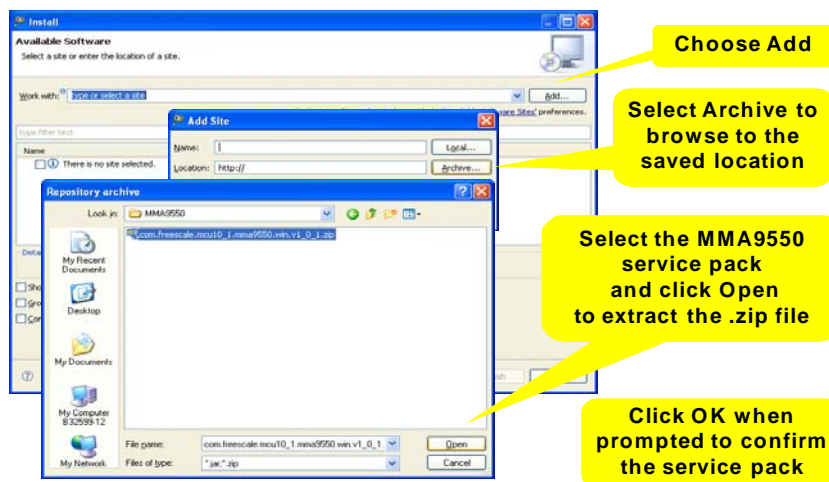 Install
Available Software
Select a site or enter the location of a site.
Work with: type or select a site
Add...
Sites' preferences.
type filter text
Name
There is no site selected.
Add Site
Name:
Local...
Location: http://
Archive...
Repository archive
Look in: MMA9550
com.freescale.mcu10_1.mma9550.win.v1_0_1.zip
My Recent
Documents
Desktop
My Documents
My Computer
B32599-12
My Network
File name: com.freescale.mcu10_1.mma9550.win.v1_0_1
Open
Files of type: *.jar;*.zip
Cancel
Choose Add
Select Archive to
browse to the
saved location
Select the MMA9550
service pack
and click Open
to extract the .zip file
Click OK when
prompted to confirm
the service pack